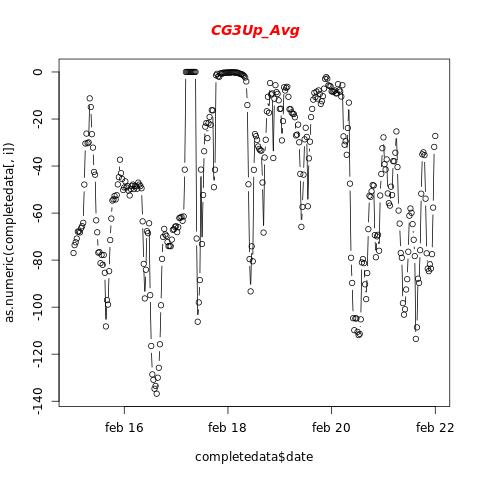 CG3Up_Avg
as.numeric(completedata[, i])
0
-20
-40
-60
-80
-100
-120
-140
feb 16
feb 18
feb 20
feb 22
completedata$date